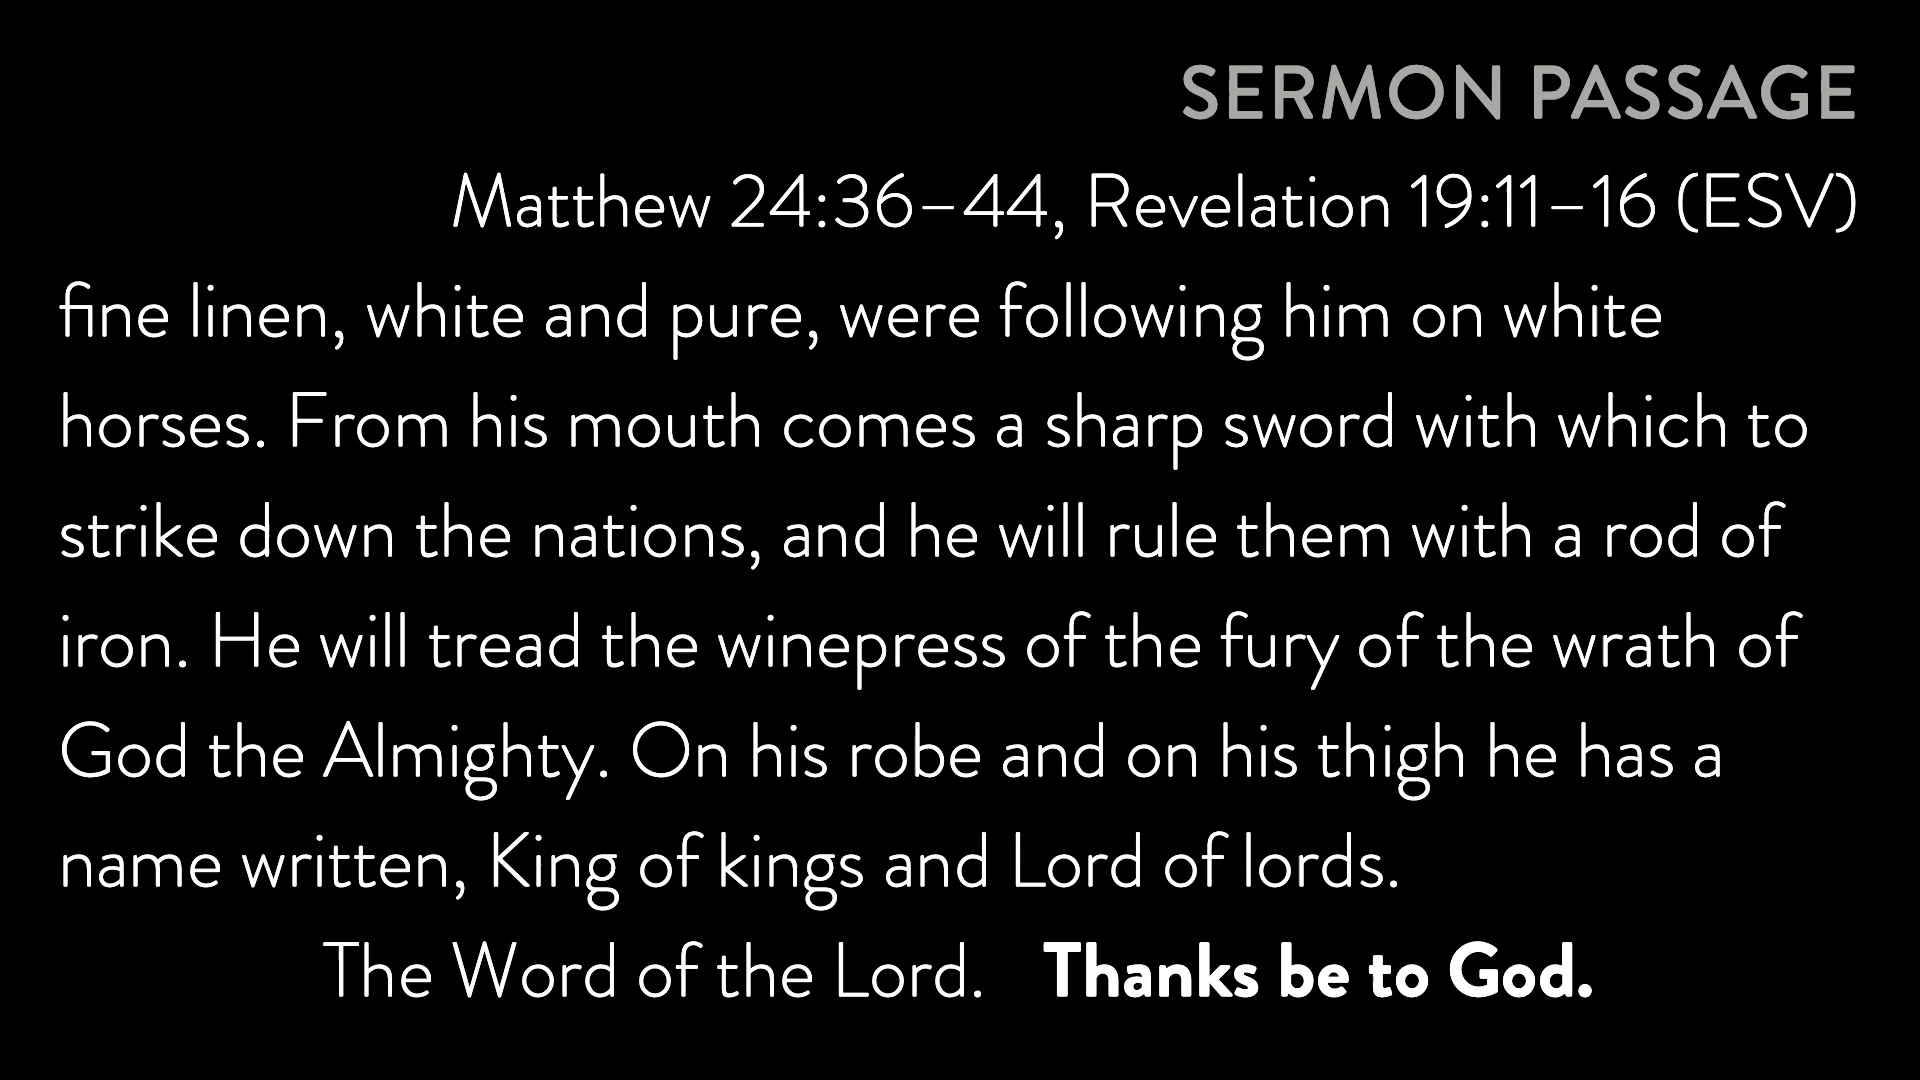 SERMON PASSAGE
Matthew 24:36–44, Revelation 19:11–16 (ESV)
fine linen, white and pure, were following him on white
horses. From his mouth comes a sharp sword with which to
strike down the nations, and he will rule them with a rod of
iron. He will tread the winepress of the fury of the wrath of
God the Almighty. On his robe and on his thigh he has a
name written, King of kings and Lord of lords.
The Word of the Lord. Thanks be to God.